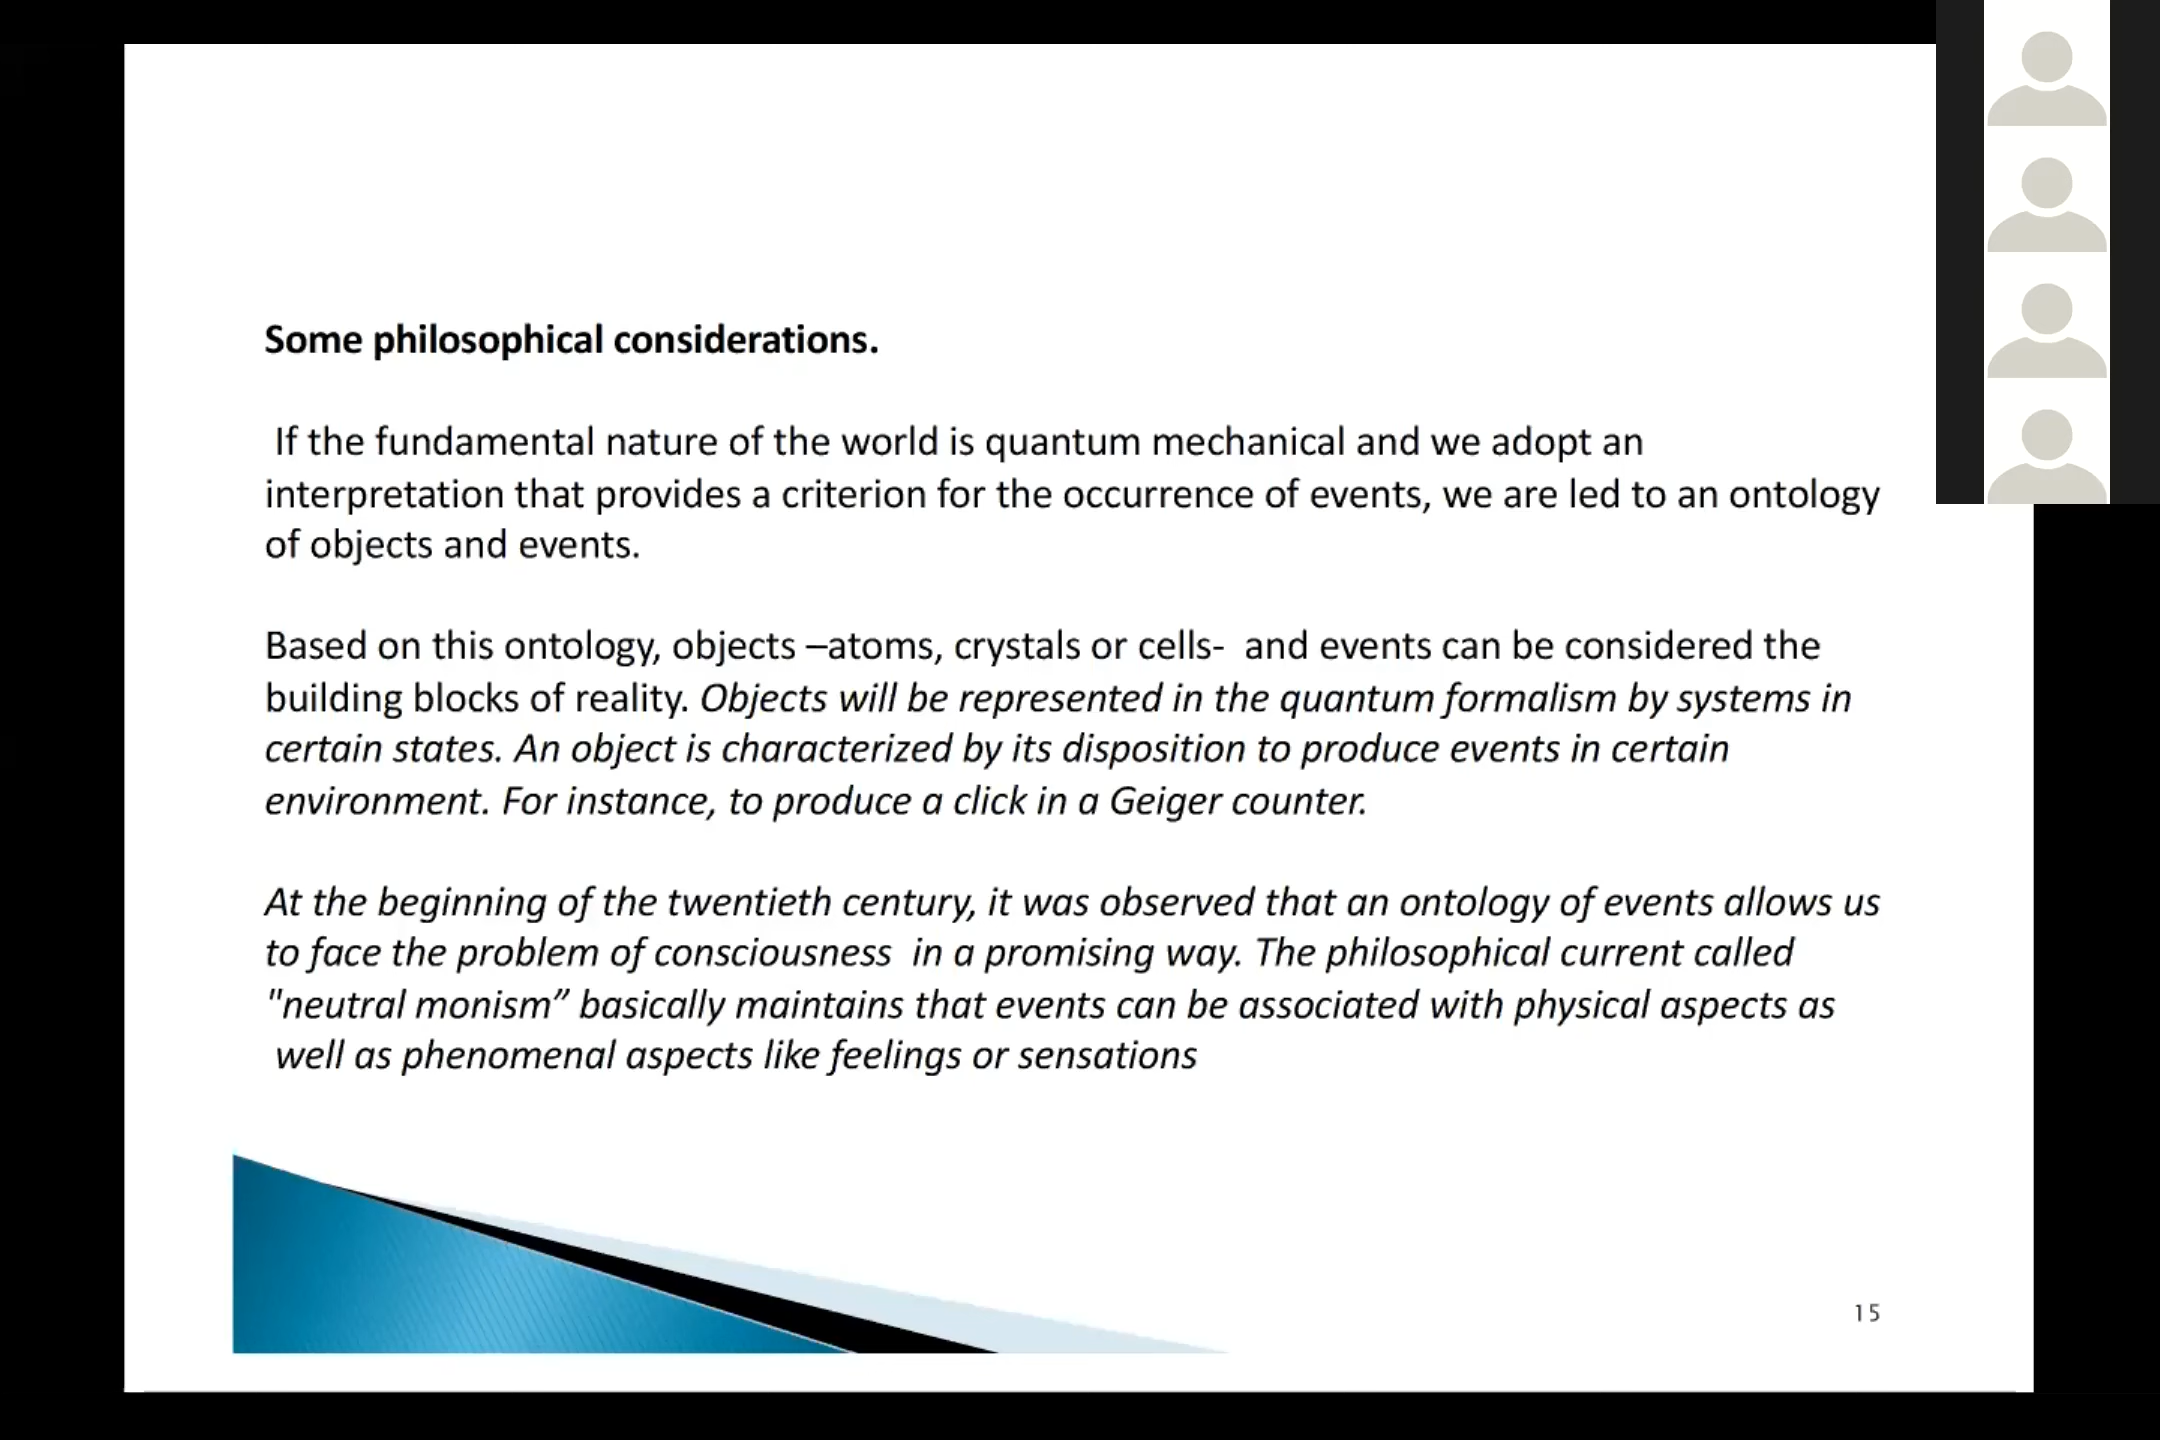 Some philosophical considerations.
If the fundamental nature of the world is quantum mechanical and we adopt an
interpretation that provides a criterion for the occurrence of events, we are led to an ontology
of objects and events.
Based on this ontology, objects –atoms, crystals or cells-  and events can be considered the
building blocks of reality. Objects will be represented in the quantum formalism by systems in
certain states. An object is characterized by its disposition to produce events in certain
environment. For instance, to produce a click in a Geiger counter.
At the beginning of the twentieth century, it was observed that an ontology of events allows us
to face the problem of consciousness  in a promising way. The philosophical current called
"neutral monism” basically maintains that events can be associated with physical aspects as
well as phenomenal aspects like feelings or sensations
15